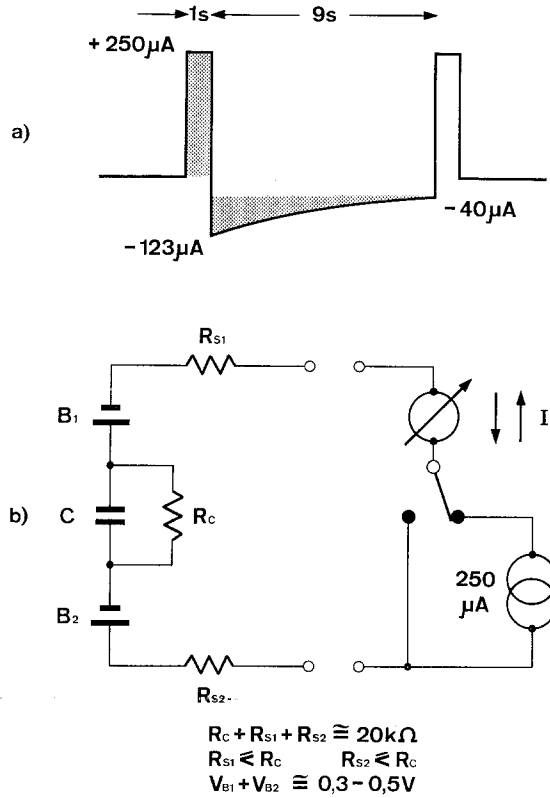 1s 9s
+250µA
a)
-40µA
-123µA
RS1
B1
I
b) C RC
250
µA
B2
RS2-
RC + RS1 + RS2 ≅ 20kΩ
RS1 ⩽ RC RS2 ⩽ RC
VB1 + VB2 ≅ 0,3-0,5V